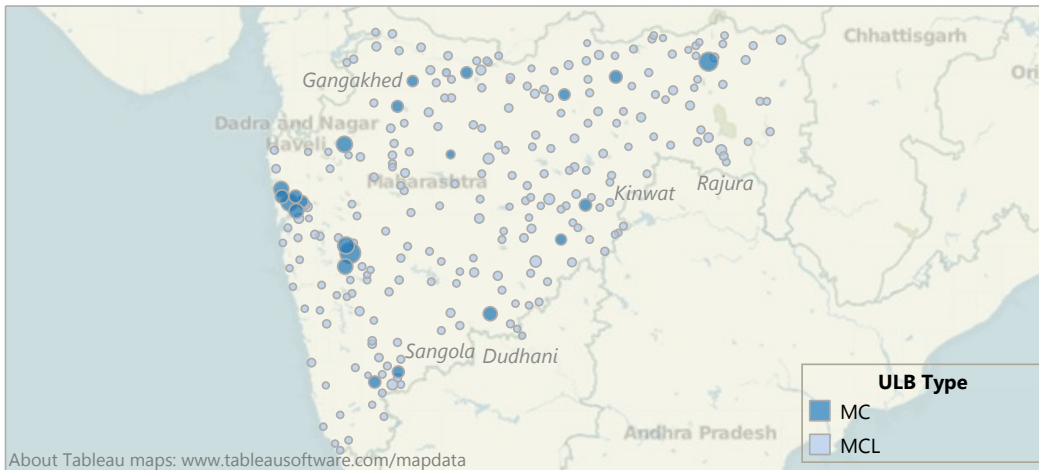 Chhattisgarh
Ori
Gangakhed
Dadra and Nagar
Haveli
Maharashtra
Kinwat
Rajura
Sangola
Dudhani
ULB Type
MC
MCL
Andhra Pradesh
About Tableau maps: www.tableausoftware.com/mapdata